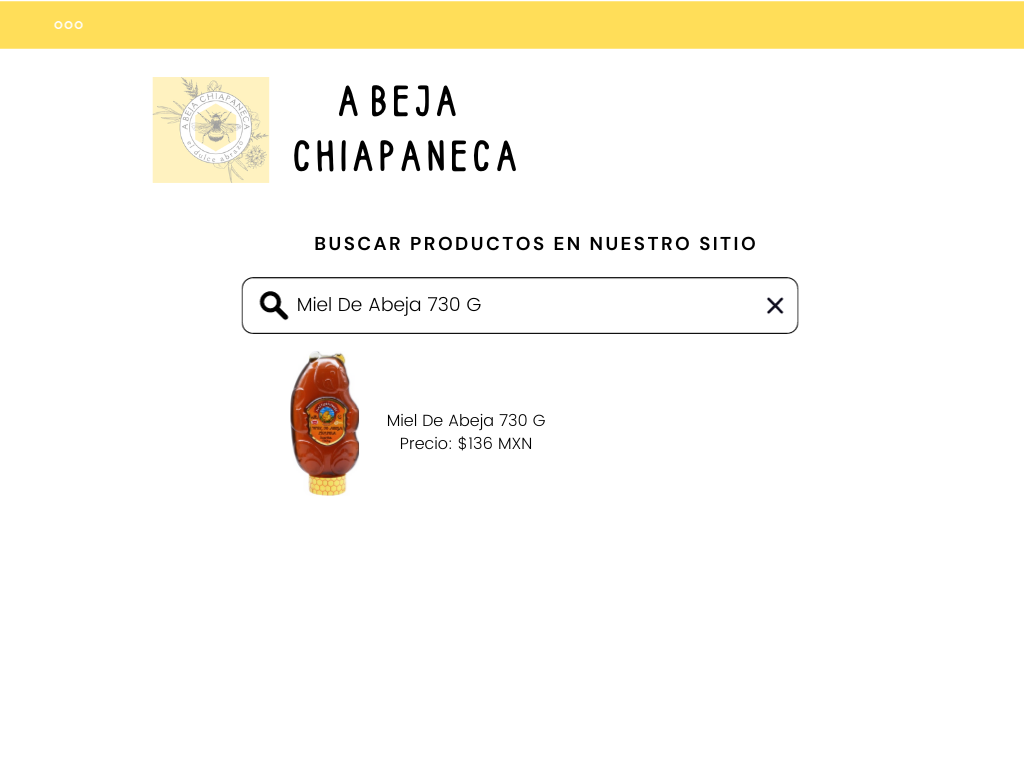 ABEJA CHIAPANECA
el dulce abrazo
ABEJA
CHIAPANECA
BUSCAR PRODUCTOS EN NUESTRO SITIO
Miel De Abeja 730 G
Miel De Abeja 730 G
Precio: $136 MXN